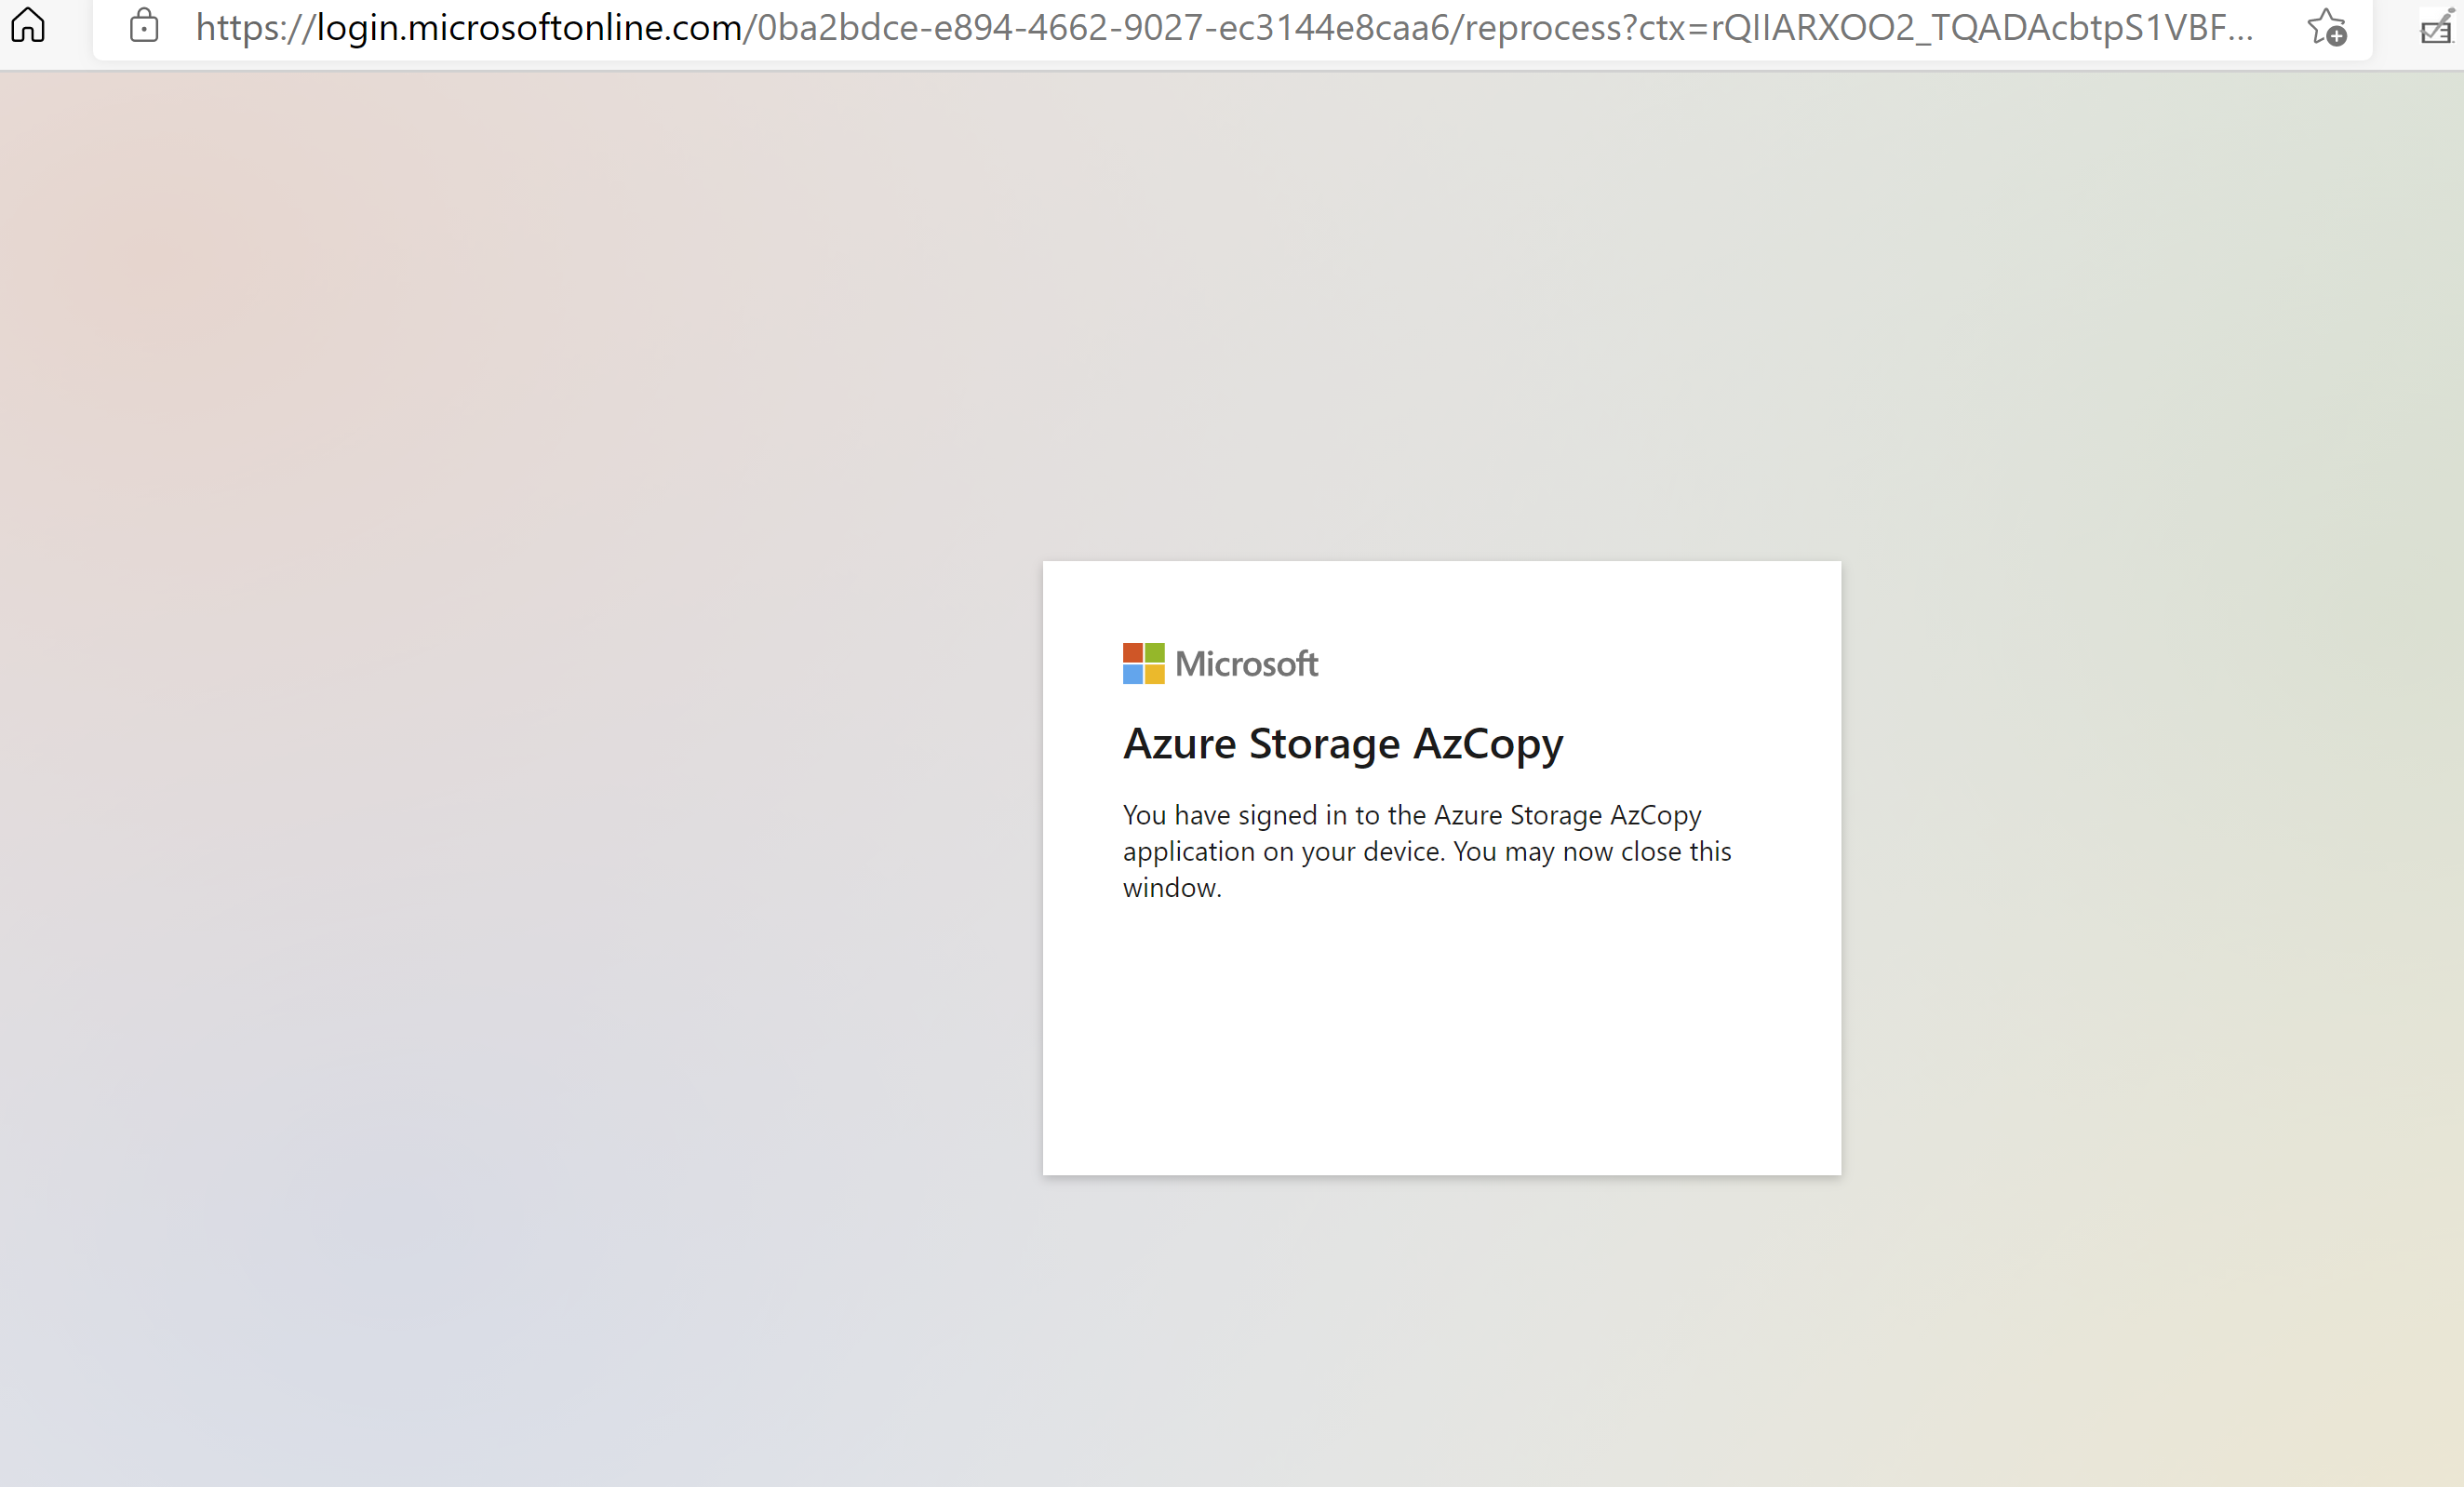 https://login.microsoftonline.com/0ba2bdce-e894-4662-9027-ec3144e8caa6/reprocess?ctx=rQIIARXOO2_TQADAcbtpS1VBF...
Microsoft
Azure Storage AzCopy
You have signed in to the Azure Storage AzCopy
application on your device. You may now close this
window.